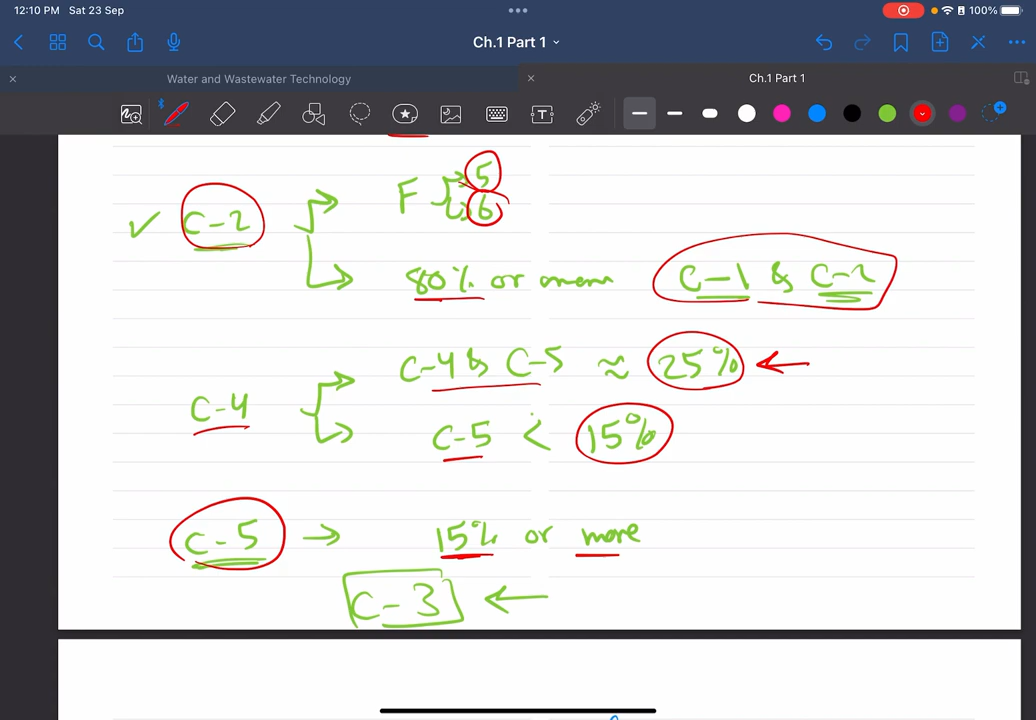 12:10 PM Sat 23 Sep 100%
Ch.1 Part 1
Water and Wastewater Technology Ch.1 Part 1
C-2 F 5
6
80% or more C-1 & C-2
C-4 C-4 & C-5 ≈ 25%
C-5 < 15%
C-5 → 15% or more
C-3 ←